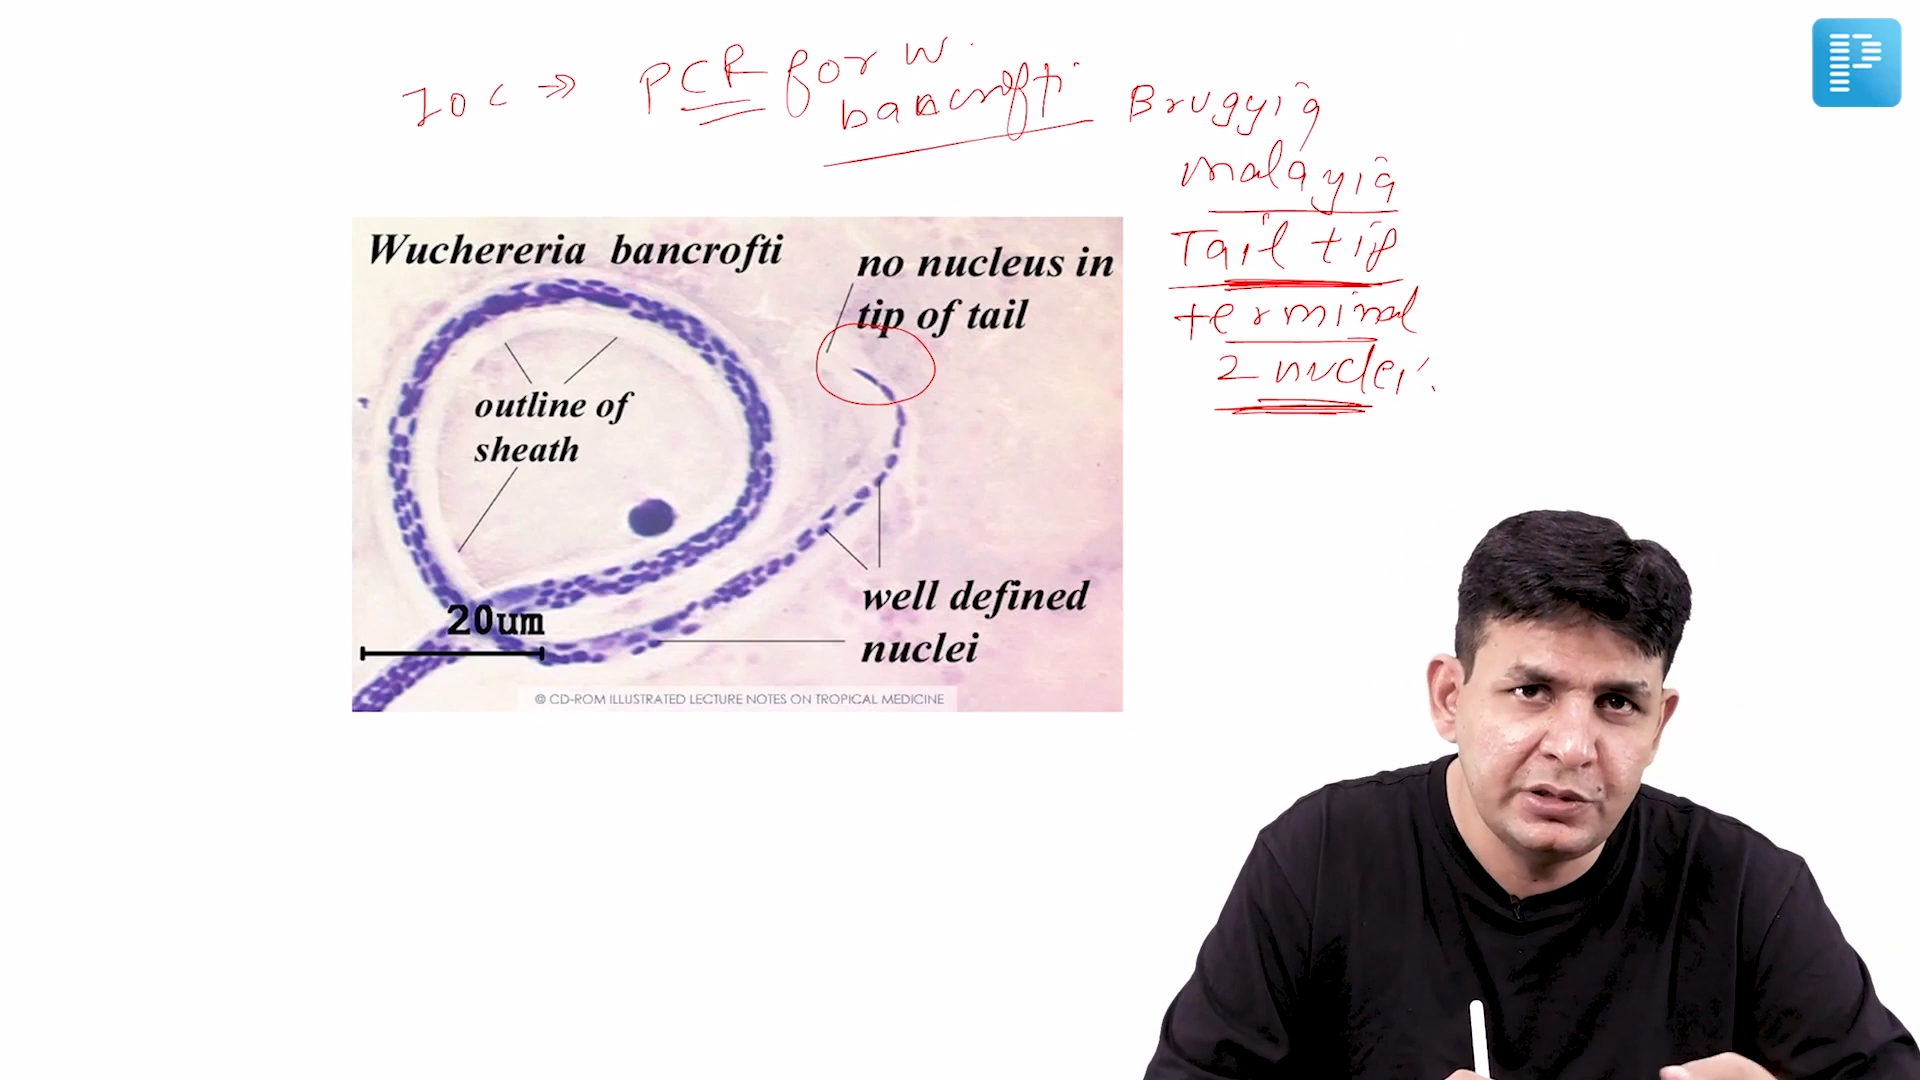 IOC → PCR for W.
bancrofti
Brugyia
malayia
Tail tip
terminal
2 nuclei.
Wuchereria bancrofti
no nucleus in
tip of tail
outline of
sheath
20um
well defined
nuclei
© CD-ROM ILLUSTRATED LECTURE NOTES ON TROPICAL MEDICINE